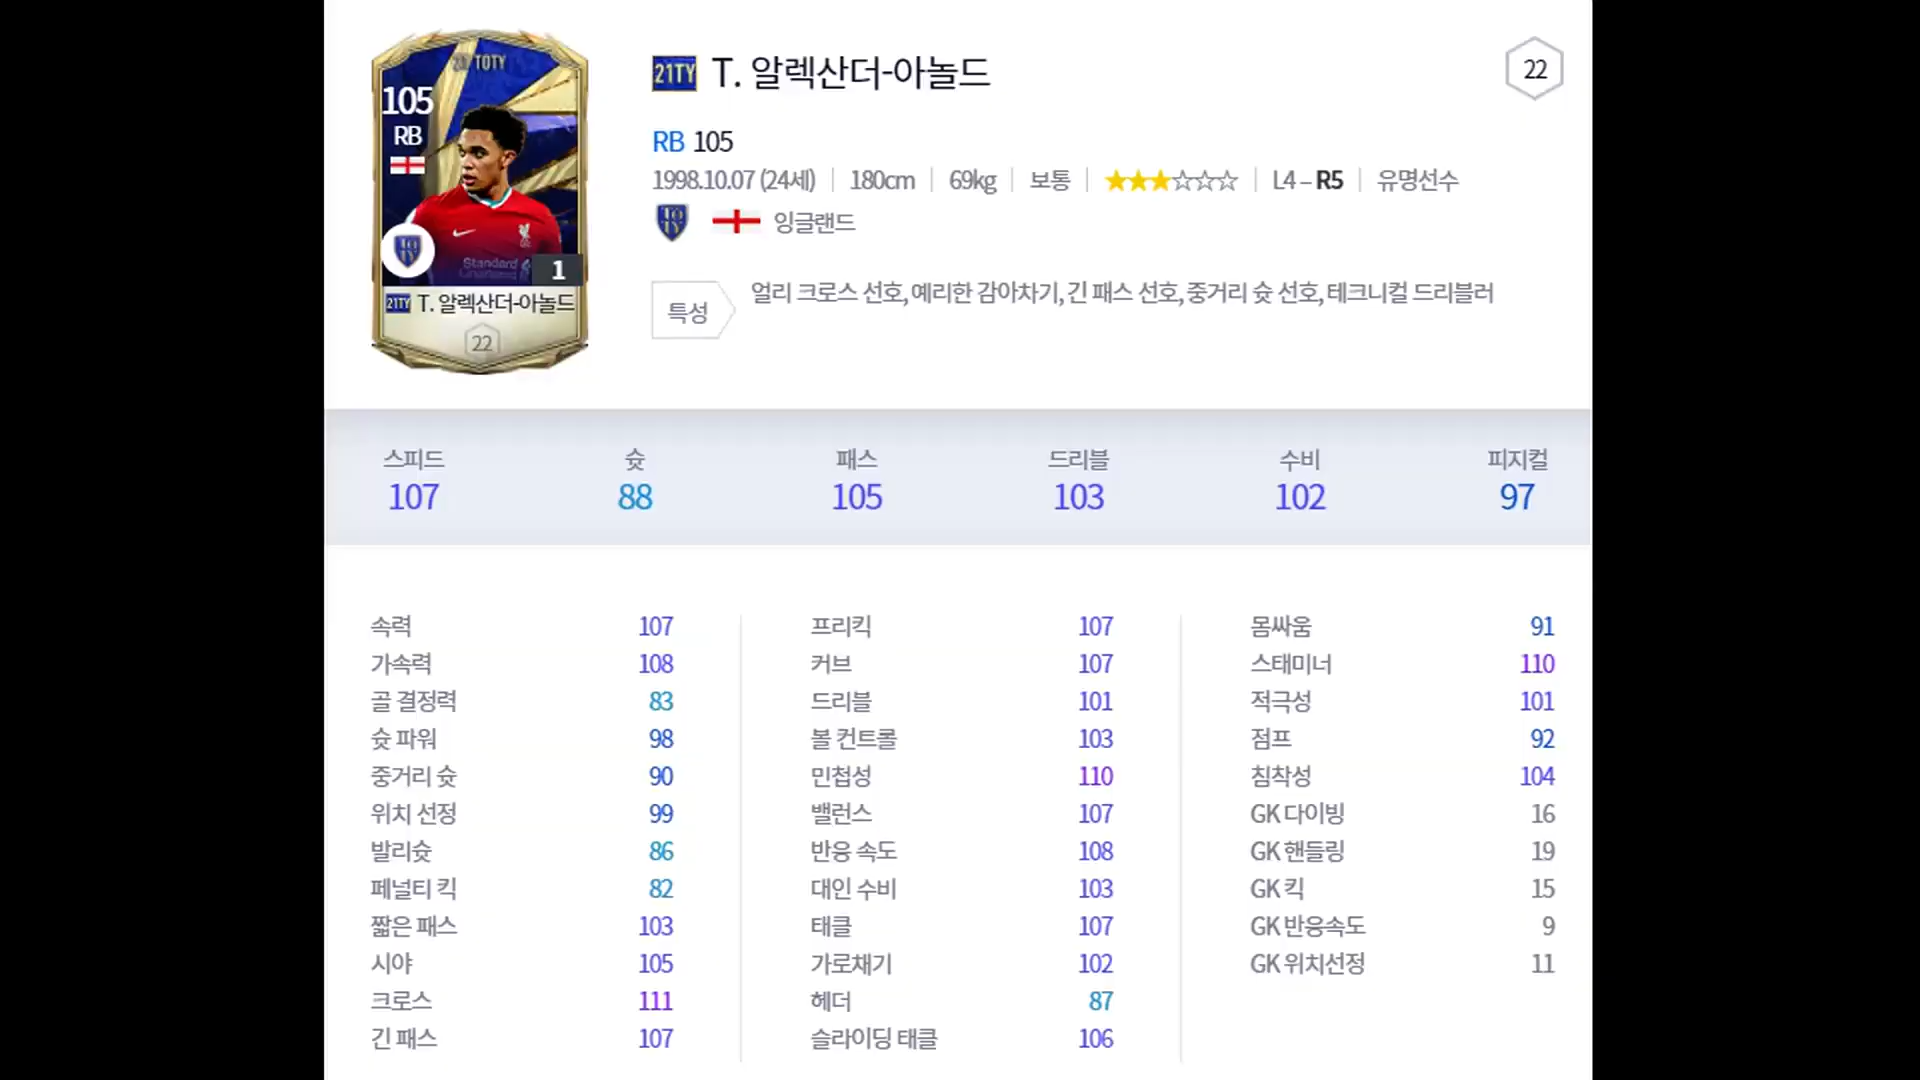 21 TOTY
105
RB
Standard
Chartered
1
21TY T. 알렉산더-아놀드
22
21TY T. 알렉산더-아놀드
22
RB 105
1998.10.07 (24세) 180cm 69kg 보통 ★★★☆☆☆ L4 – R5 유명선수
잉글랜드
특성
얼리 크로스 선호, 예리한 감아차기, 긴 패스 선호, 중거리 슛 선호, 테크니컬 드리블러
스피드 슛 패스 드리블 수비 피지컬
107 88 105 103 102 97
속력 107
가속력 108
골 결정력 83
슛 파워 98
중거리 슛 90
위치 선정 99
발리슛 86
페널티 킥 82
짧은 패스 103
시야 105
크로스 111
긴 패스 107
프리킥 107
커브 107
드리블 101
볼 컨트롤 103
민첩성 110
밸런스 107
반응 속도 108
대인 수비 103
태클 107
가로채기 102
헤더 87
슬라이딩 태클 106
몸싸움 91
스태미너 110
적극성 101
점프 92
침착성 104
GK 다이빙 16
GK 핸들링 19
GK 킥 15
GK 반응속도 9
GK 위치선정 11